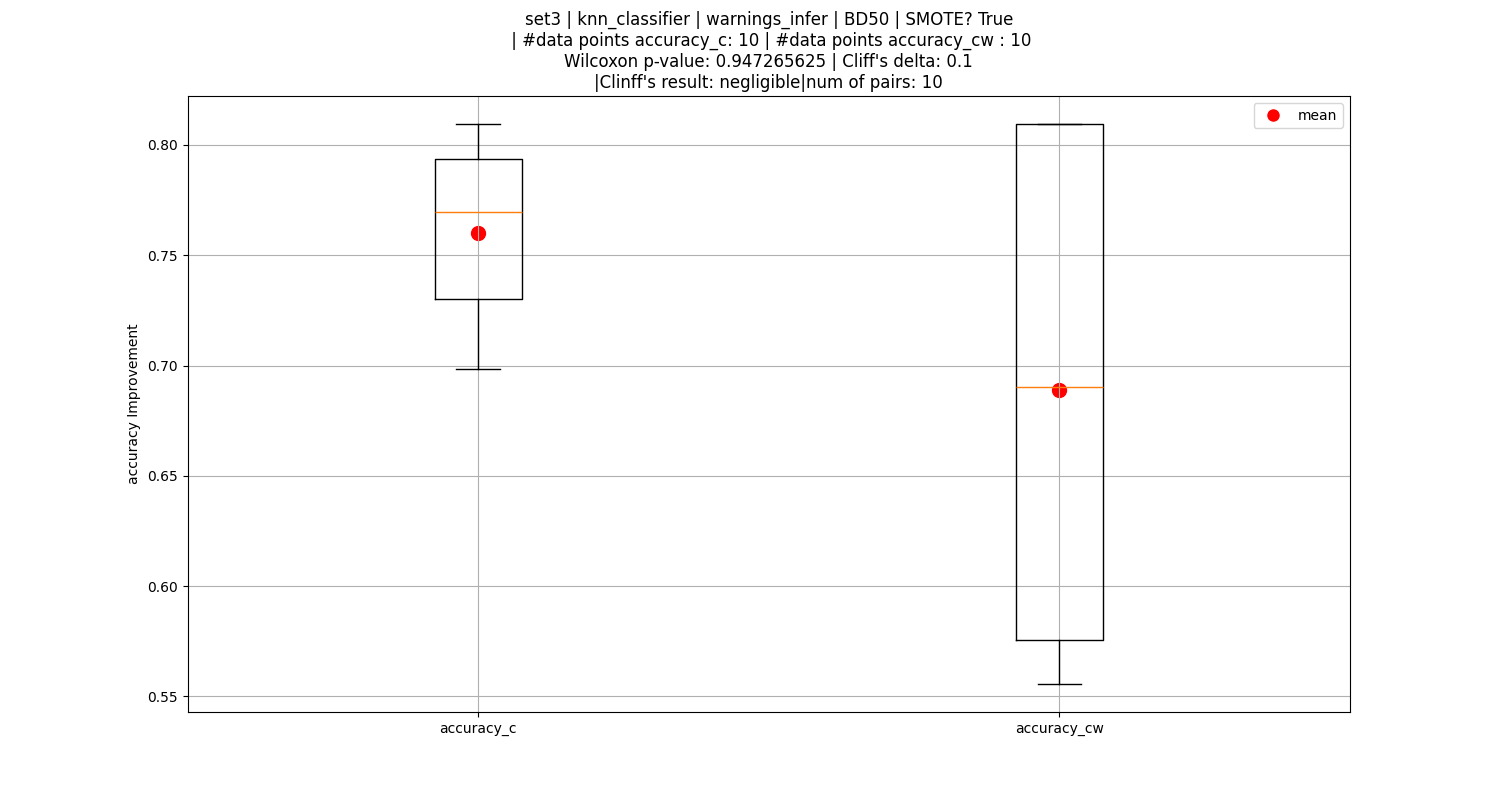 set3 | knn_classifier | warnings_infer | BD50 | SMOTE? True
| #data points accuracy_c: 10 | #data points accuracy_cw : 10
Wilcoxon p-value: 0.947265625 | Cliff's delta: 0.1
|Clinff's result: negligible|num of pairs: 10
mean
0.80
0.75
0.70
0.65
0.60
0.55
accuracy Improvement
accuracy_c
accuracy_cw